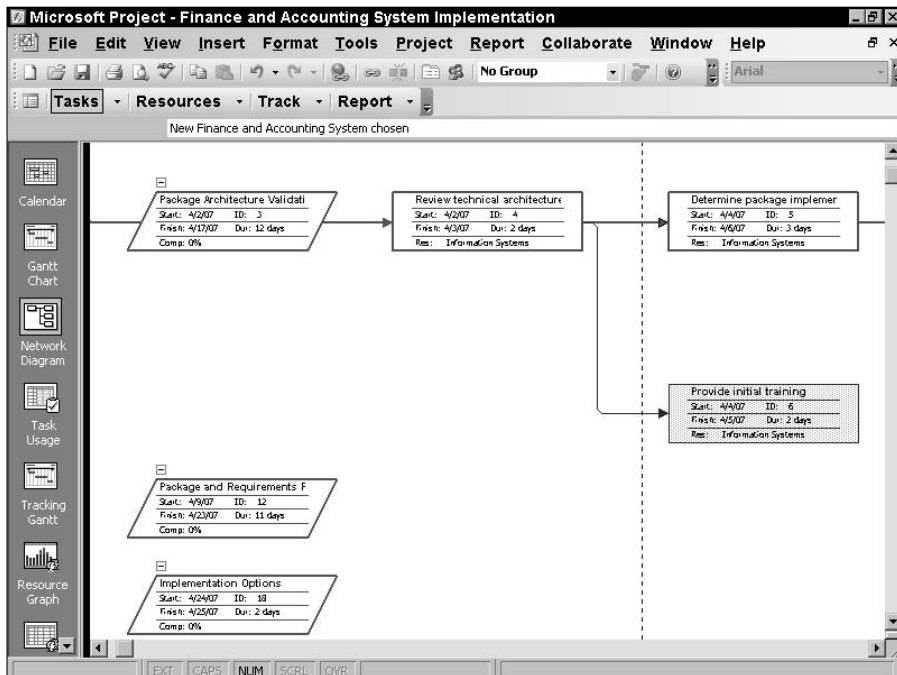 Microsoft Project - Finance and Accounting System Implementation
File Edit View Insert Format Tools Project Report Collaborate Window Help
No Group Arial
Tasks Resources Track Report
New Finance and Accounting System chosen
Calendar
Gantt
Chart
Network
Diagram
Task
Usage
Tracking
Gantt
Resource
Graph
Package Architecture Validati
Start: 4/2/07 ID: 3
Finish: 4/17/07 Dur: 12 days
Comp: 0%
Review technical architecture
Start: 4/2/07 ID: 4
Finish: 4/3/07 Dur: 2 days
Res: Information Systems
Determine package implemer
Start: 4/4/07 ID: 5
Finish: 4/6/07 Dur: 3 days
Res: Information Systems
Provide initial training
Start: 4/4/07 ID: 6
Finish: 4/5/07 Dur: 2 days
Res: Information Systems
Package and Requirements F
Start: 4/9/07 ID: 12
Finish: 4/23/07 Dur: 11 days
Comp: 0%
Implementation Options
Start: 4/24/07 ID: 18
Finish: 4/25/07 Dur: 2 days
Comp: 0%
EXT CAPS NUM SCRL OVR